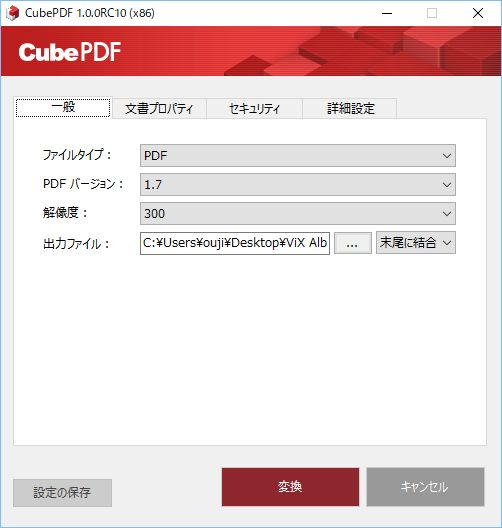 CubePDF 1.0.0RC10 (x86)
CubePDF
一般 文書プロパティ セキュリティ 詳細設定
ファイルタイプ： PDF
PDF バージョン： 1.7
解像度： 300
出力ファイル： C:¥Users¥ouji¥Desktop¥ViX Alb ... 末尾に結合
設定の保存 変換 キャンセル